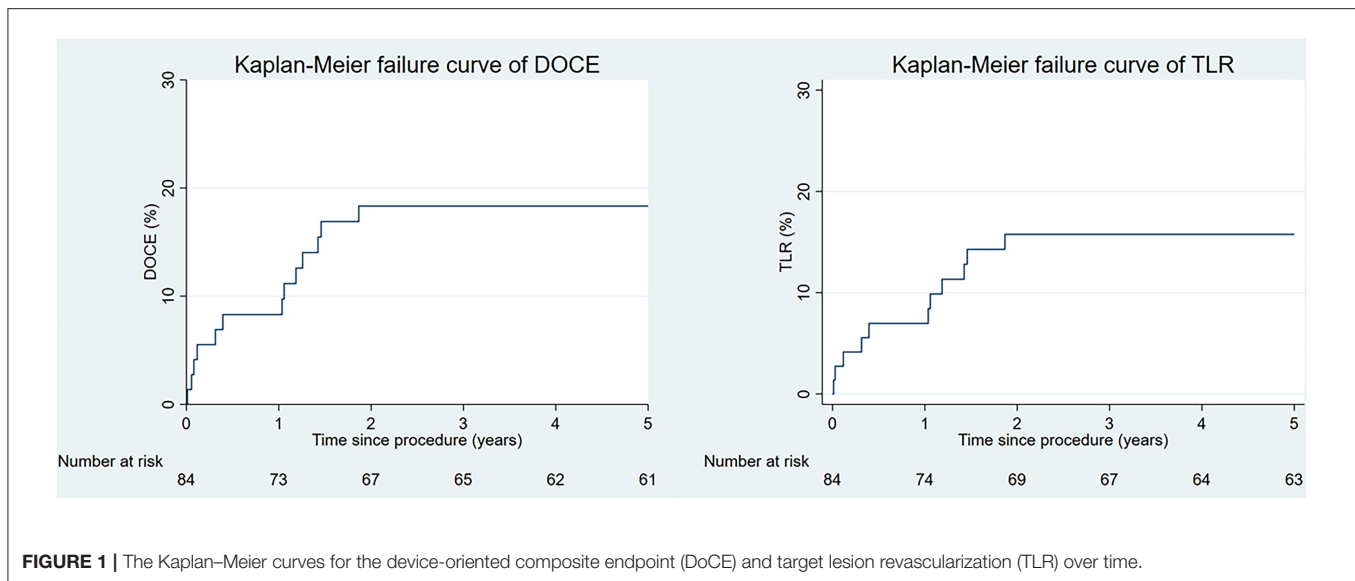 Kaplan-Meier failure curve of DOCE
30
20
10
0
DOCE (%)
0 1 2 3 4 5
Time since procedure (years)
Number at risk
84 73 67 65 62 61
Kaplan-Meier failure curve of TLR
30
20
10
0
TLR (%)
0 1 2 3 4 5
Time since procedure (years)
Number at risk
84 74 69 67 64 63
FIGURE 1 | The Kaplan–Meier curves for the device-oriented composite endpoint (DoCE) and target lesion revascularization (TLR) over time.